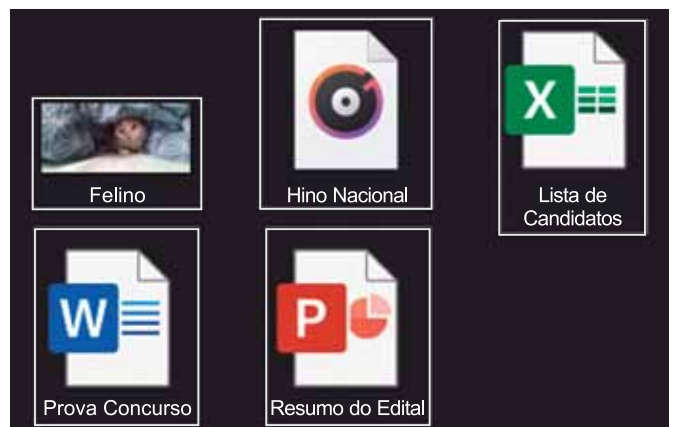 Felino
Hino Nacional
X
Lista de
Candidatos
W
Prova Concurso
P
Resumo do Edital